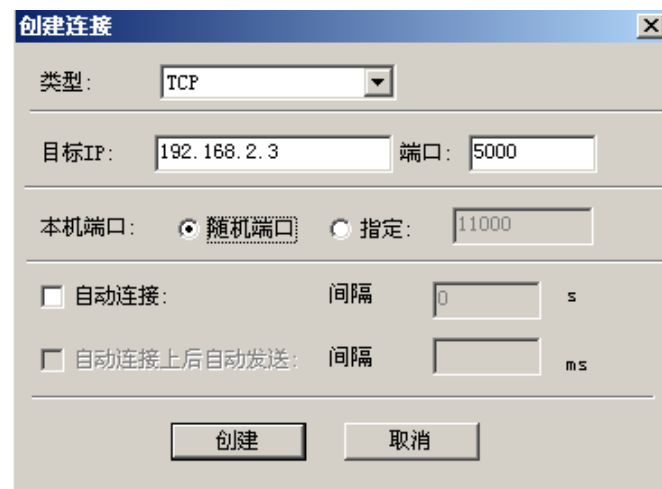 创建连接
类型: TCP
目标IP: 192.168.2.3 端口: 5000
本机端口: 随机端口 指定: 11000
自动连接: 间隔 0 s
自动连接上后自动发送: 间隔 ms
创建 取消